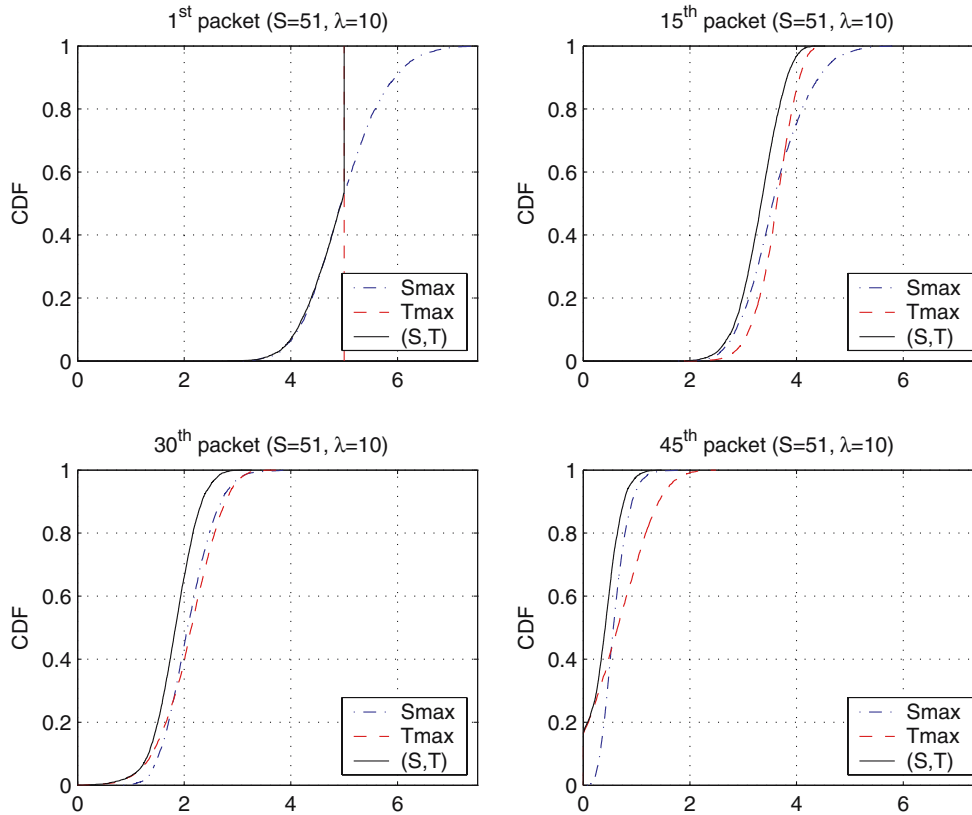 1st packet (S=51, λ=10)
CDF
1
0.8
0.6
0.4
0.2
0
0 2 4 6
Smax
Tmax
(S,T)
15th packet (S=51, λ=10)
CDF
1
0.8
0.6
0.4
0.2
0
0 2 4 6
Smax
Tmax
(S,T)
30th packet (S=51, λ=10)
CDF
1
0.8
0.6
0.4
0.2
0
0 2 4 6
Smax
Tmax
(S,T)
45th packet (S=51, λ=10)
CDF
1
0.8
0.6
0.4
0.2
0
0 2 4 6
Smax
Tmax
(S,T)